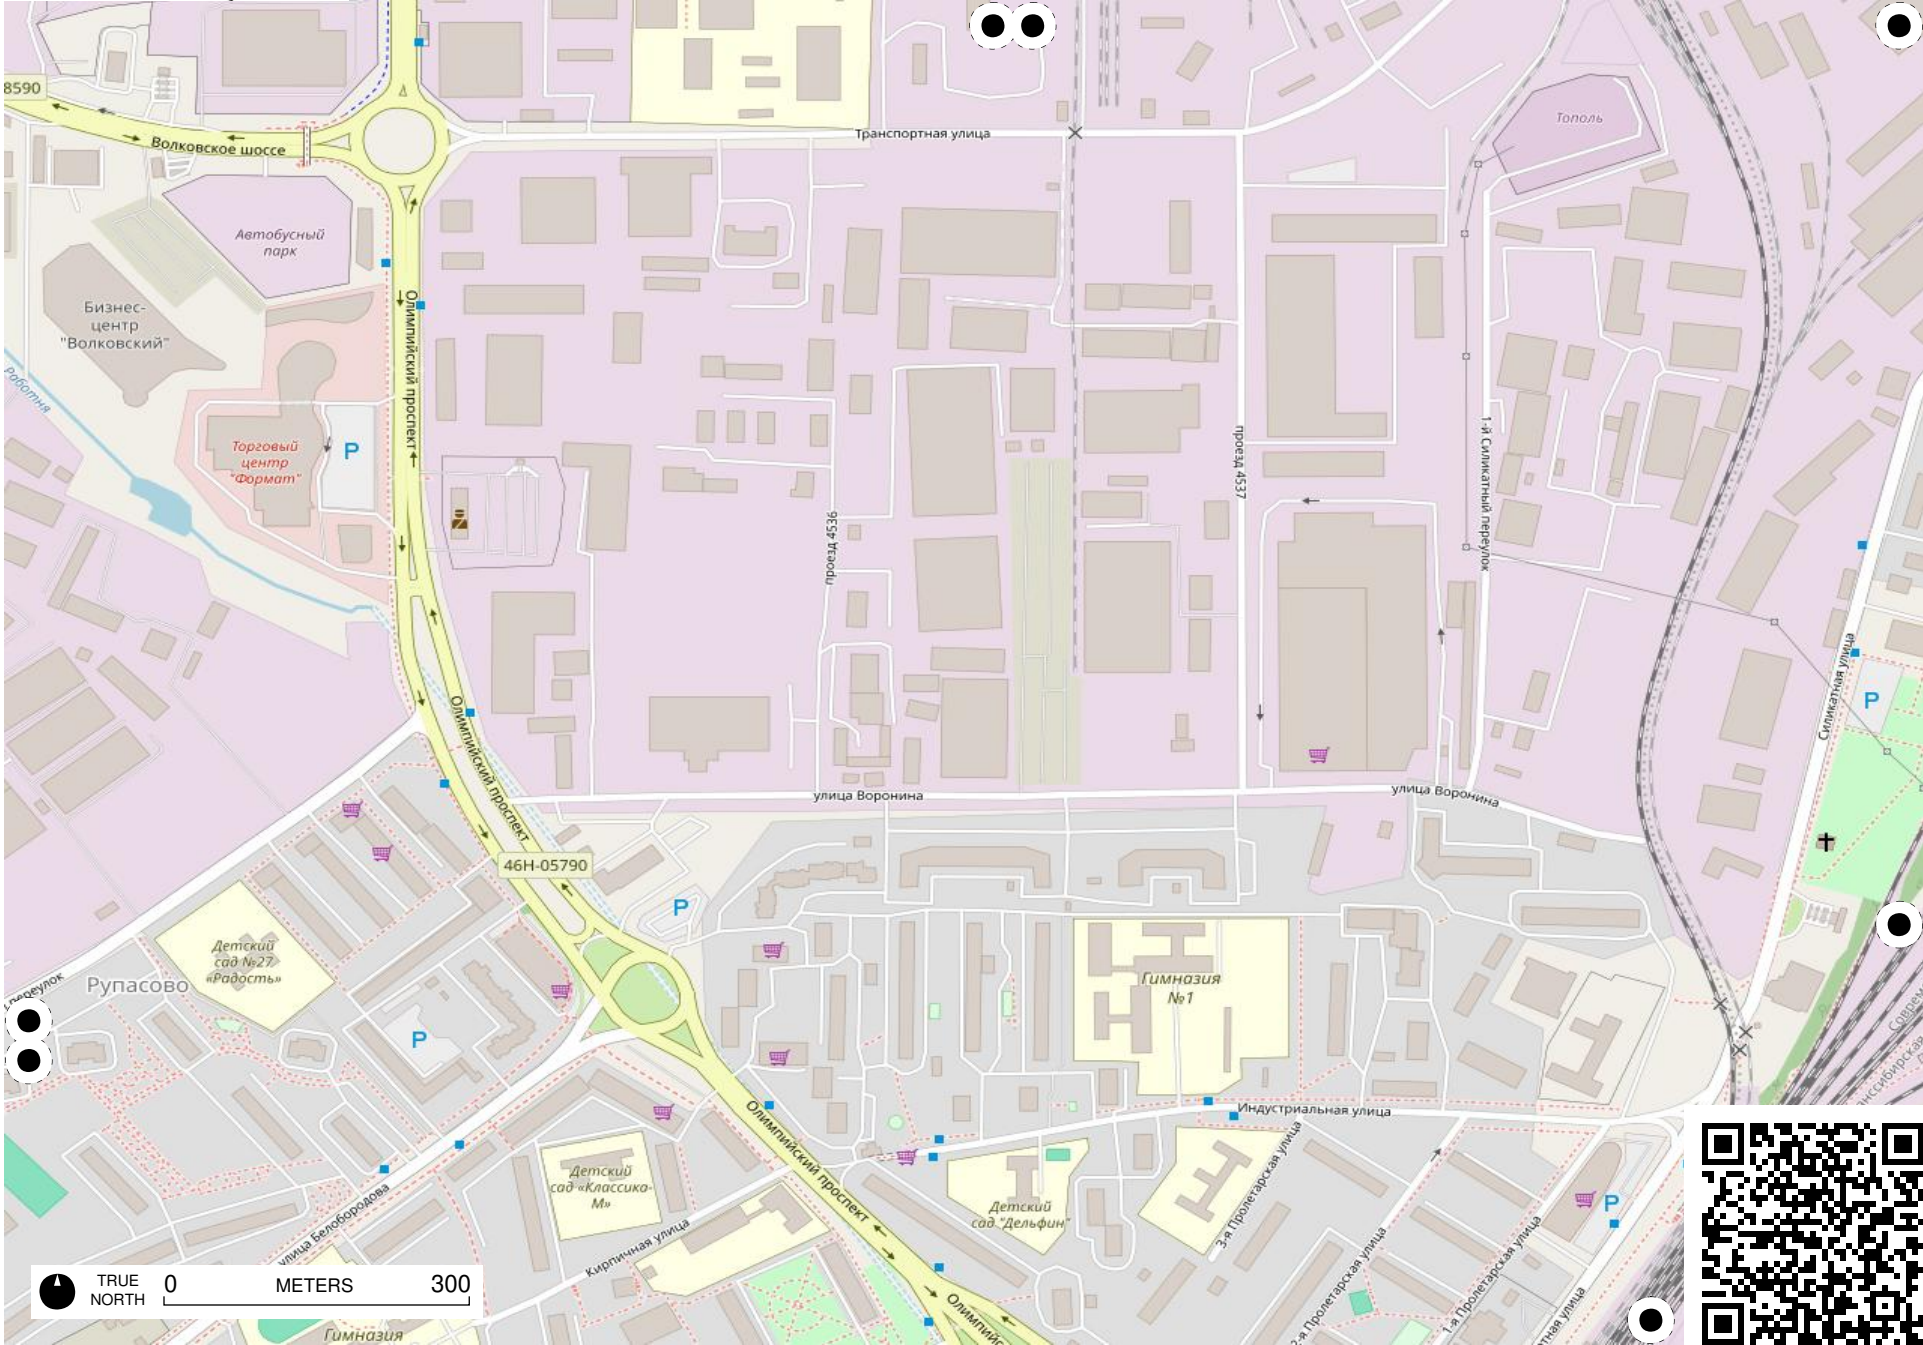 8590
Волковское шоссе
Транспортная улица
Тополь
Автобусный
парк
Бизнес-
центр
"Волковский"
Работня
Олимпийский проспект
Торговый
центр
"Формат"
P
проезд 4536
проезд 4537
1-й Силикатный переулок
Силикатная улица
P
Олимпийский проспект
улица Воронина
улица Воронина
46Н-05790
P
Детский
сад №27
«Радость»
Рупасово
переулок
P
Гимназия
№1
Индустриальная улица
Детский
сад «Классика-
М»
Детский
сад "Дельфин"
Олимпийский проспект
3-я Пролетарская улица
2-я Пролетарская улица
1-я Пролетарская улица
P
улица Белобородова
Кирпичная улица
Гимназия
TRUE
NORTH
0 METERS 300